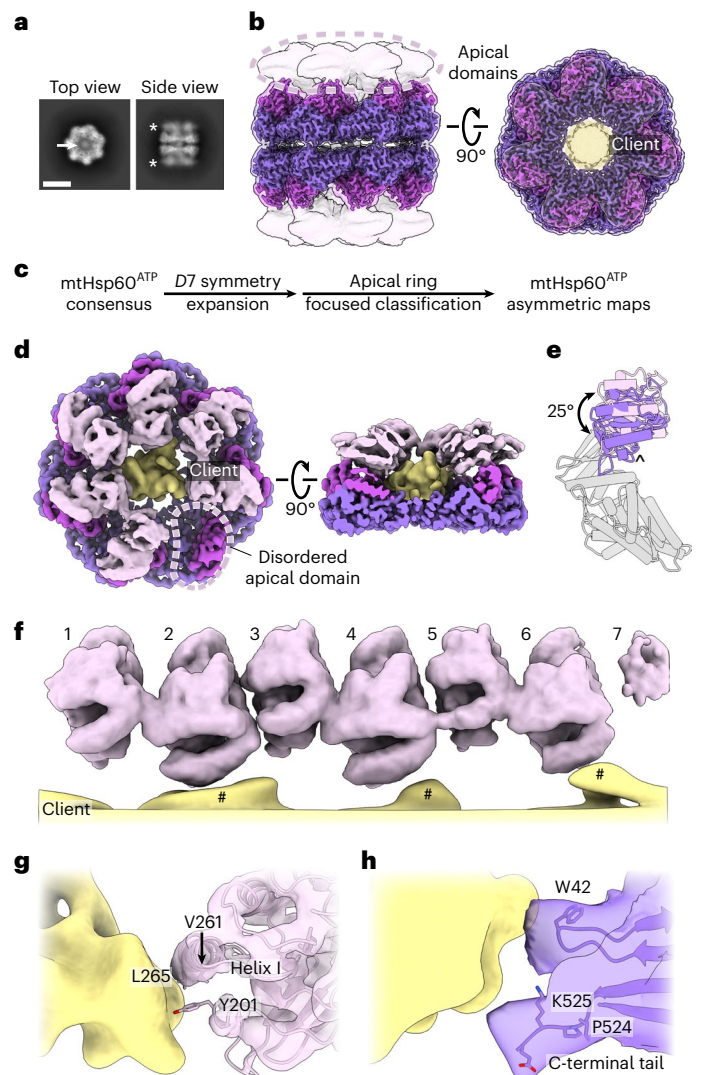 a
Top view
Side view
*
*
b
Apical
domains
90°
Client
c
mtHsp60ATP
consensus
D7 symmetry
expansion
Apical ring
focused classification
mtHsp60ATP
asymmetric maps
d
Client
90°
Disordered
apical domain
e
25°
^
f
1
2
3
4
5
6
7
#
#
#
Client
g
V261
L265
Helix I
Y201
h
W42
K525
P524
C-terminal tail